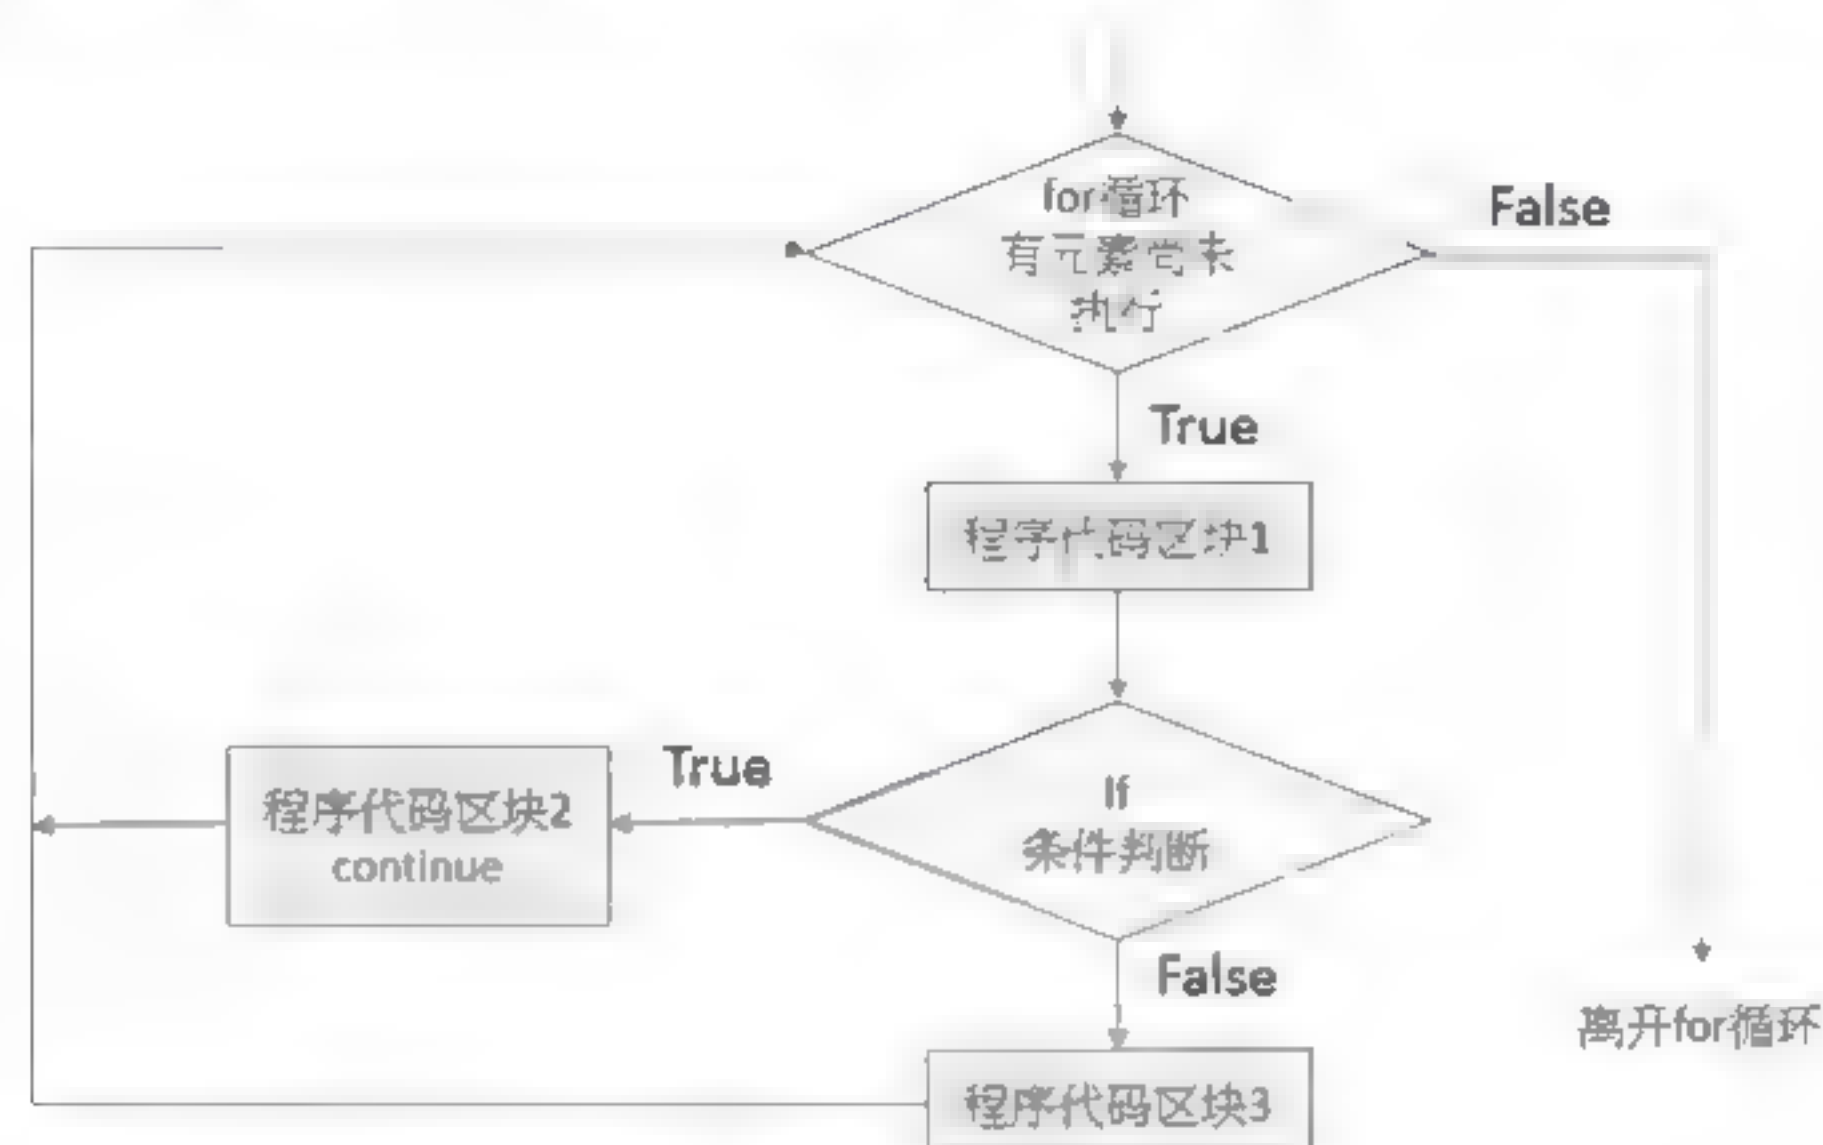 for循环
有元素尚未
执行
False
True
程序代码区块1
If
条件判断
True
程序代码区块2
continue
False
程序代码区块3
离开for循环